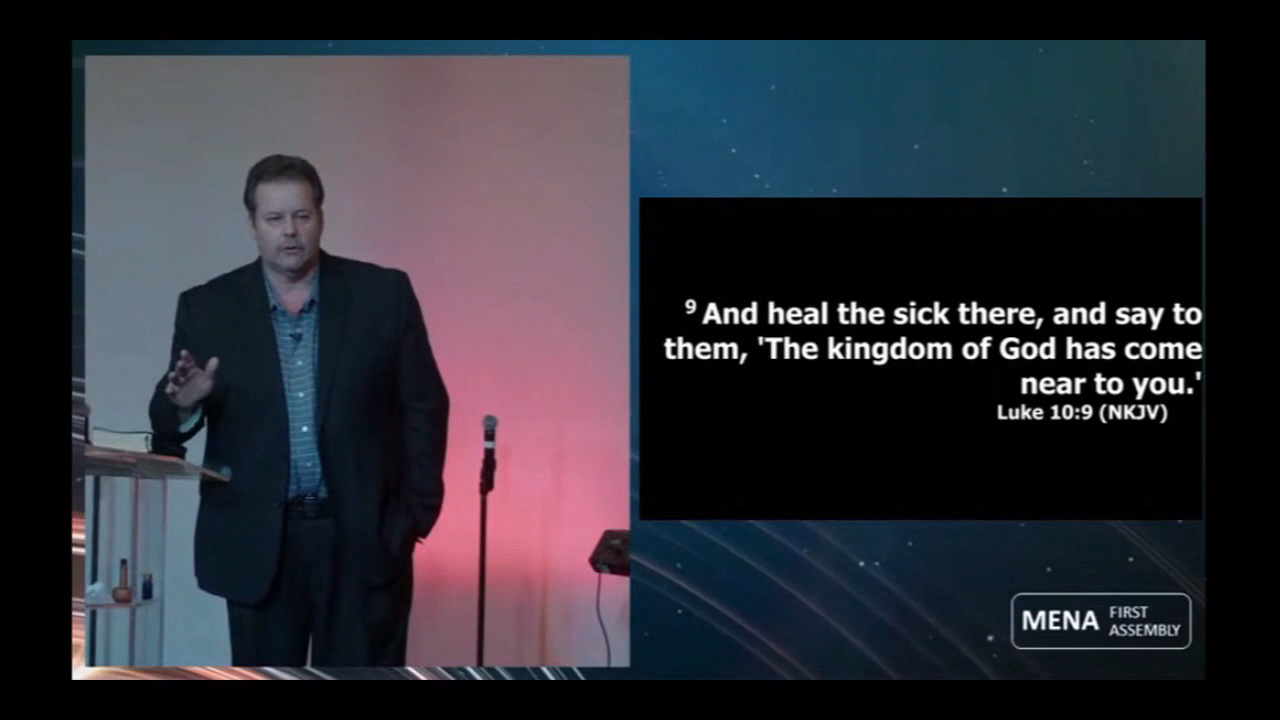 9 And heal the sick there, and say to
them, 'The kingdom of God has come
near to you.'
Luke 10:9 (NKJV)
MENA FIRST
ASSEMBLY